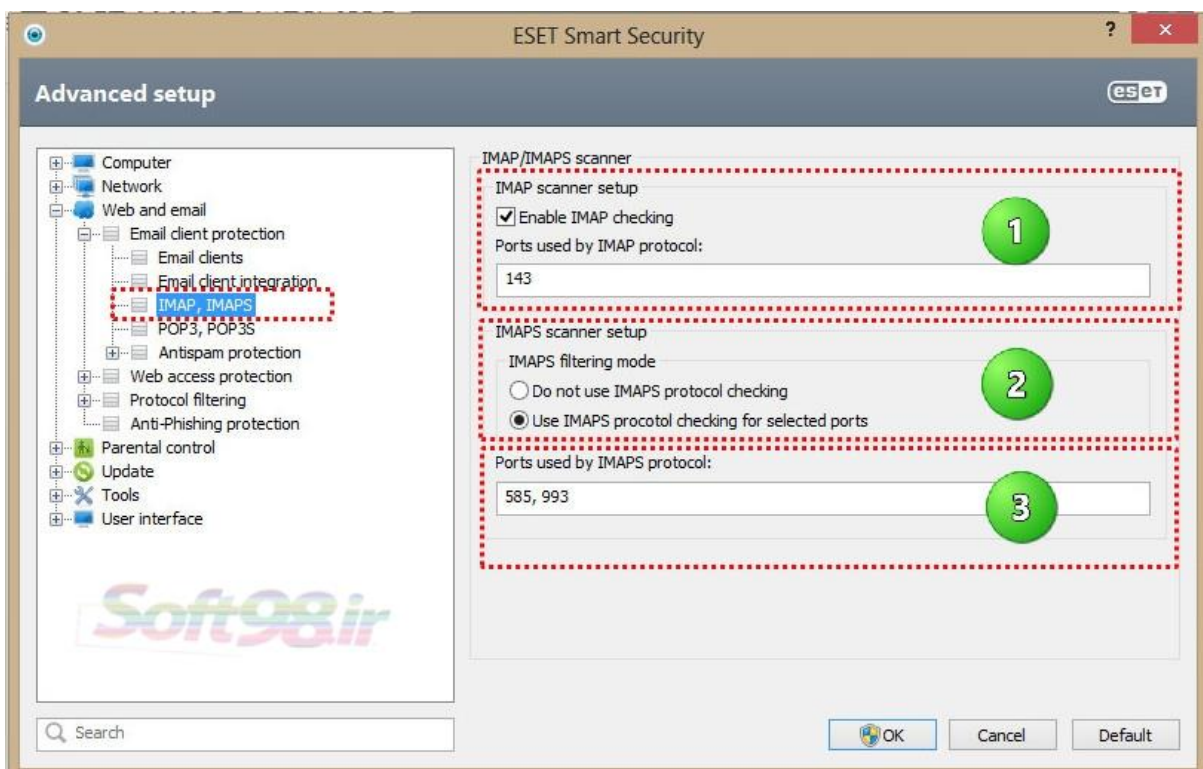 ESET Smart Security
?
×
Advanced setup
eset
Computer
Network
Web and email
Email client protection
Email clients
Email client integration
IMAP, IMAPS
POP3, POP3S
Antispam protection
Web access protection
Protocol filtering
Anti-Phishing protection
Parental control
Update
Tools
User interface
Soft98.ir
Search
IMAP/IMAPS scanner
IMAP scanner setup
Enable IMAP checking
Ports used by IMAP protocol:
143
1
IMAPS scanner setup
IMAPS filtering mode
Do not use IMAPS protocol checking
Use IMAPS procotol checking for selected ports
2
Ports used by IMAPS protocol:
585, 993
3
OK
Cancel
Default